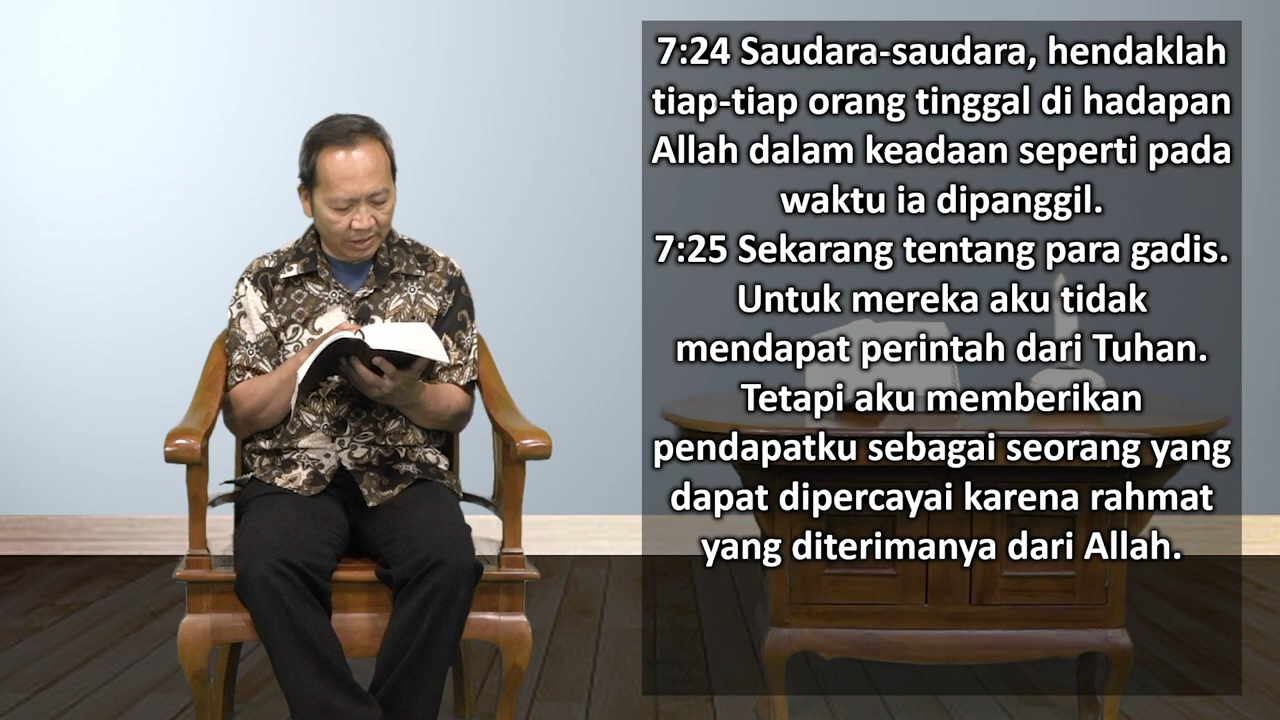 7:24 Saudara-saudara, hendaklah
tiap-tiap orang tinggal di hadapan
Allah dalam keadaan seperti pada
waktu ia dipanggil.
7:25 Sekarang tentang para gadis.
Untuk mereka aku tidak
mendapat perintah dari Tuhan.
Tetapi aku memberikan
pendapatku sebagai seorang yang
dapat dipercayai karena rahmat
yang diterimanya dari Allah.